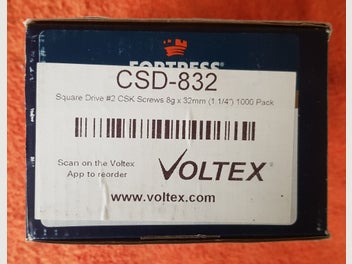 FORTRESS®
CSD-832
Square Drive #2 CSK Screws 8g x 32mm (1 1/4") 1000 Pack
Scan on the Voltex
App to reorder
VOLTEX®
www.voltex.com